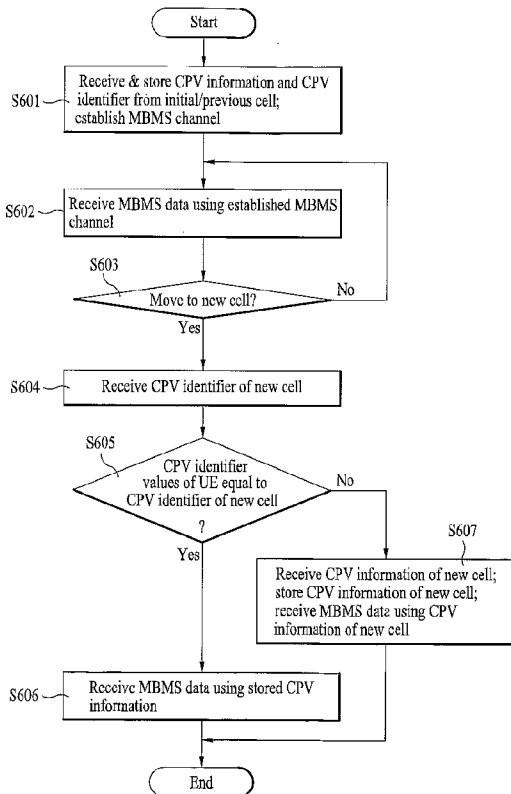 Start
S601
Receive & store CPV information and CPV
identifier from initial/previous cell;
establish MBMS channel
S602
Receive MBMS data using established MBMS
channel
S603
Move to new cell?
No
Yes
S604
Receive CPV identifier of new cell
S605
CPV identifier
values of UE equal to
CPV identifier of new cell
?
No
Yes
S607
Receive CPV information of new cell;
store CPV information of new cell;
receive MBMS data using CPV
information of new cell
S606
Receive MBMS data using stored CPV
information
End